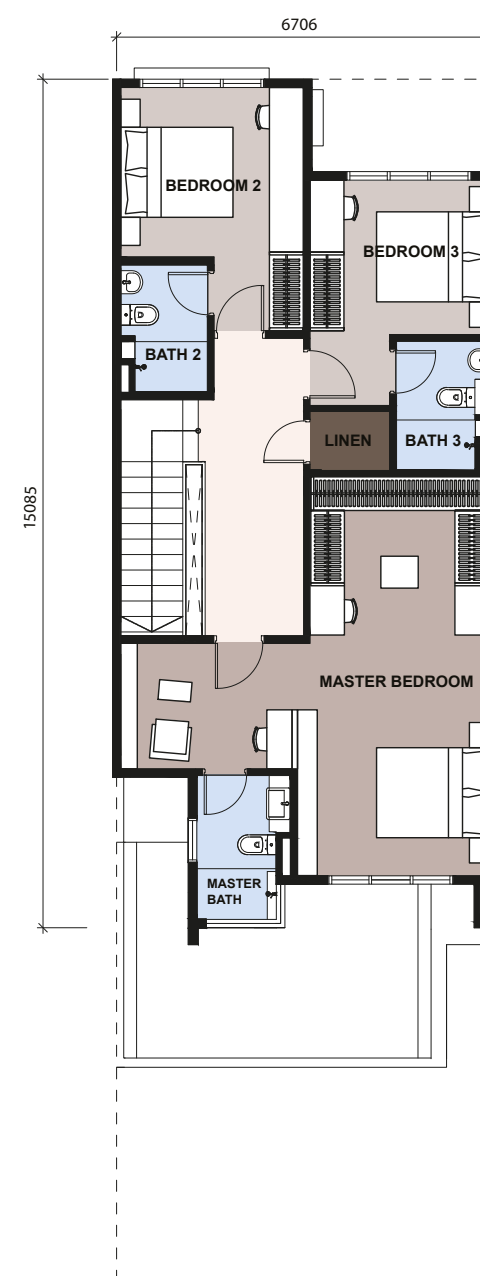 6706
BEDROOM 2
BEDROOM 3
BATH 2
LINEN
BATH 3
15085
MASTER BEDROOM
MASTER
BATH